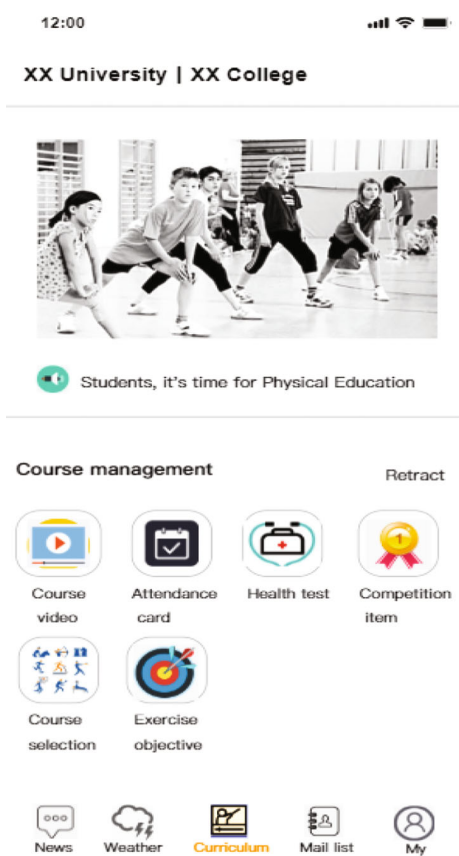 12:00
XX University | XX College
Students, it's time for Physical Education
Course management
Retract
Course video
Attendance card
Health test
Competition item
1
Course selection
Exercise objective
News
Weather
Curriculum
Mail list
My